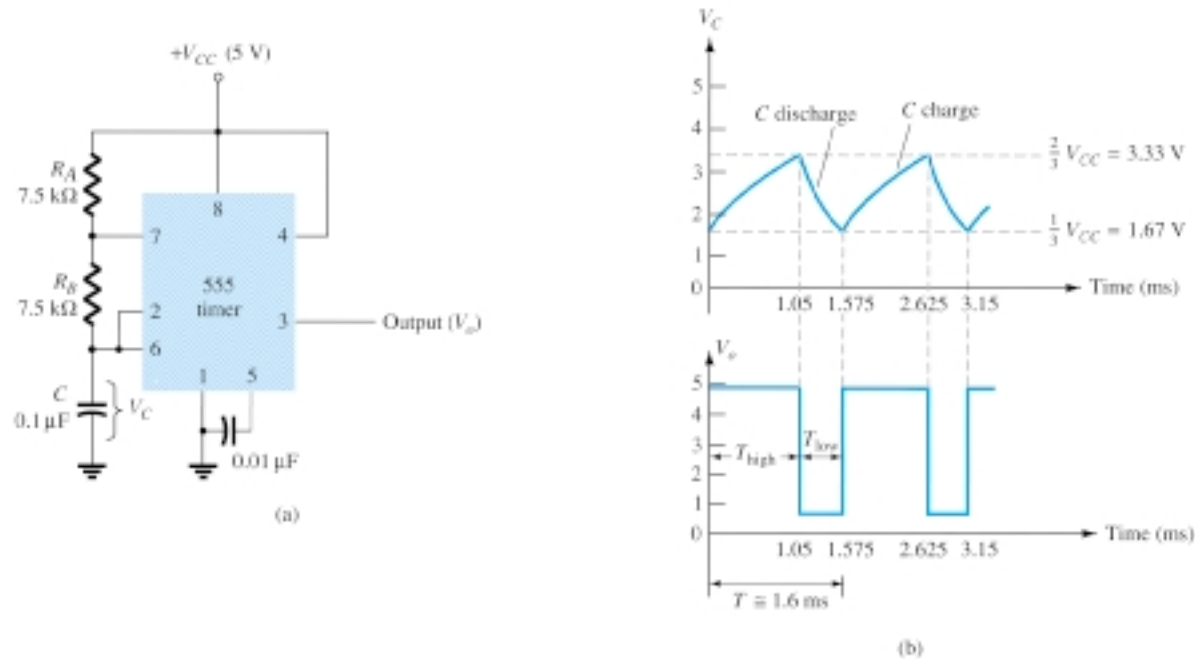 +V_CC (5 V)
R_A
7.5 kΩ
R_B
7.5 kΩ
C
0.1 μF
V_C
8
7
4
555
timer
2
3
6
1
5
Output (V_o)
0.01 μF
(a)
V_C
5
4
3
2
1
0
C discharge
C charge
2/3 V_CC = 3.33 V
1/3 V_CC = 1.67 V
1.05 1.575 2.625 3.15
Time (ms)
V_o
5
4
3
2
1
0
T_high
T_low
1.05 1.575 2.625 3.15
Time (ms)
T ≅ 1.6 ms
(b)